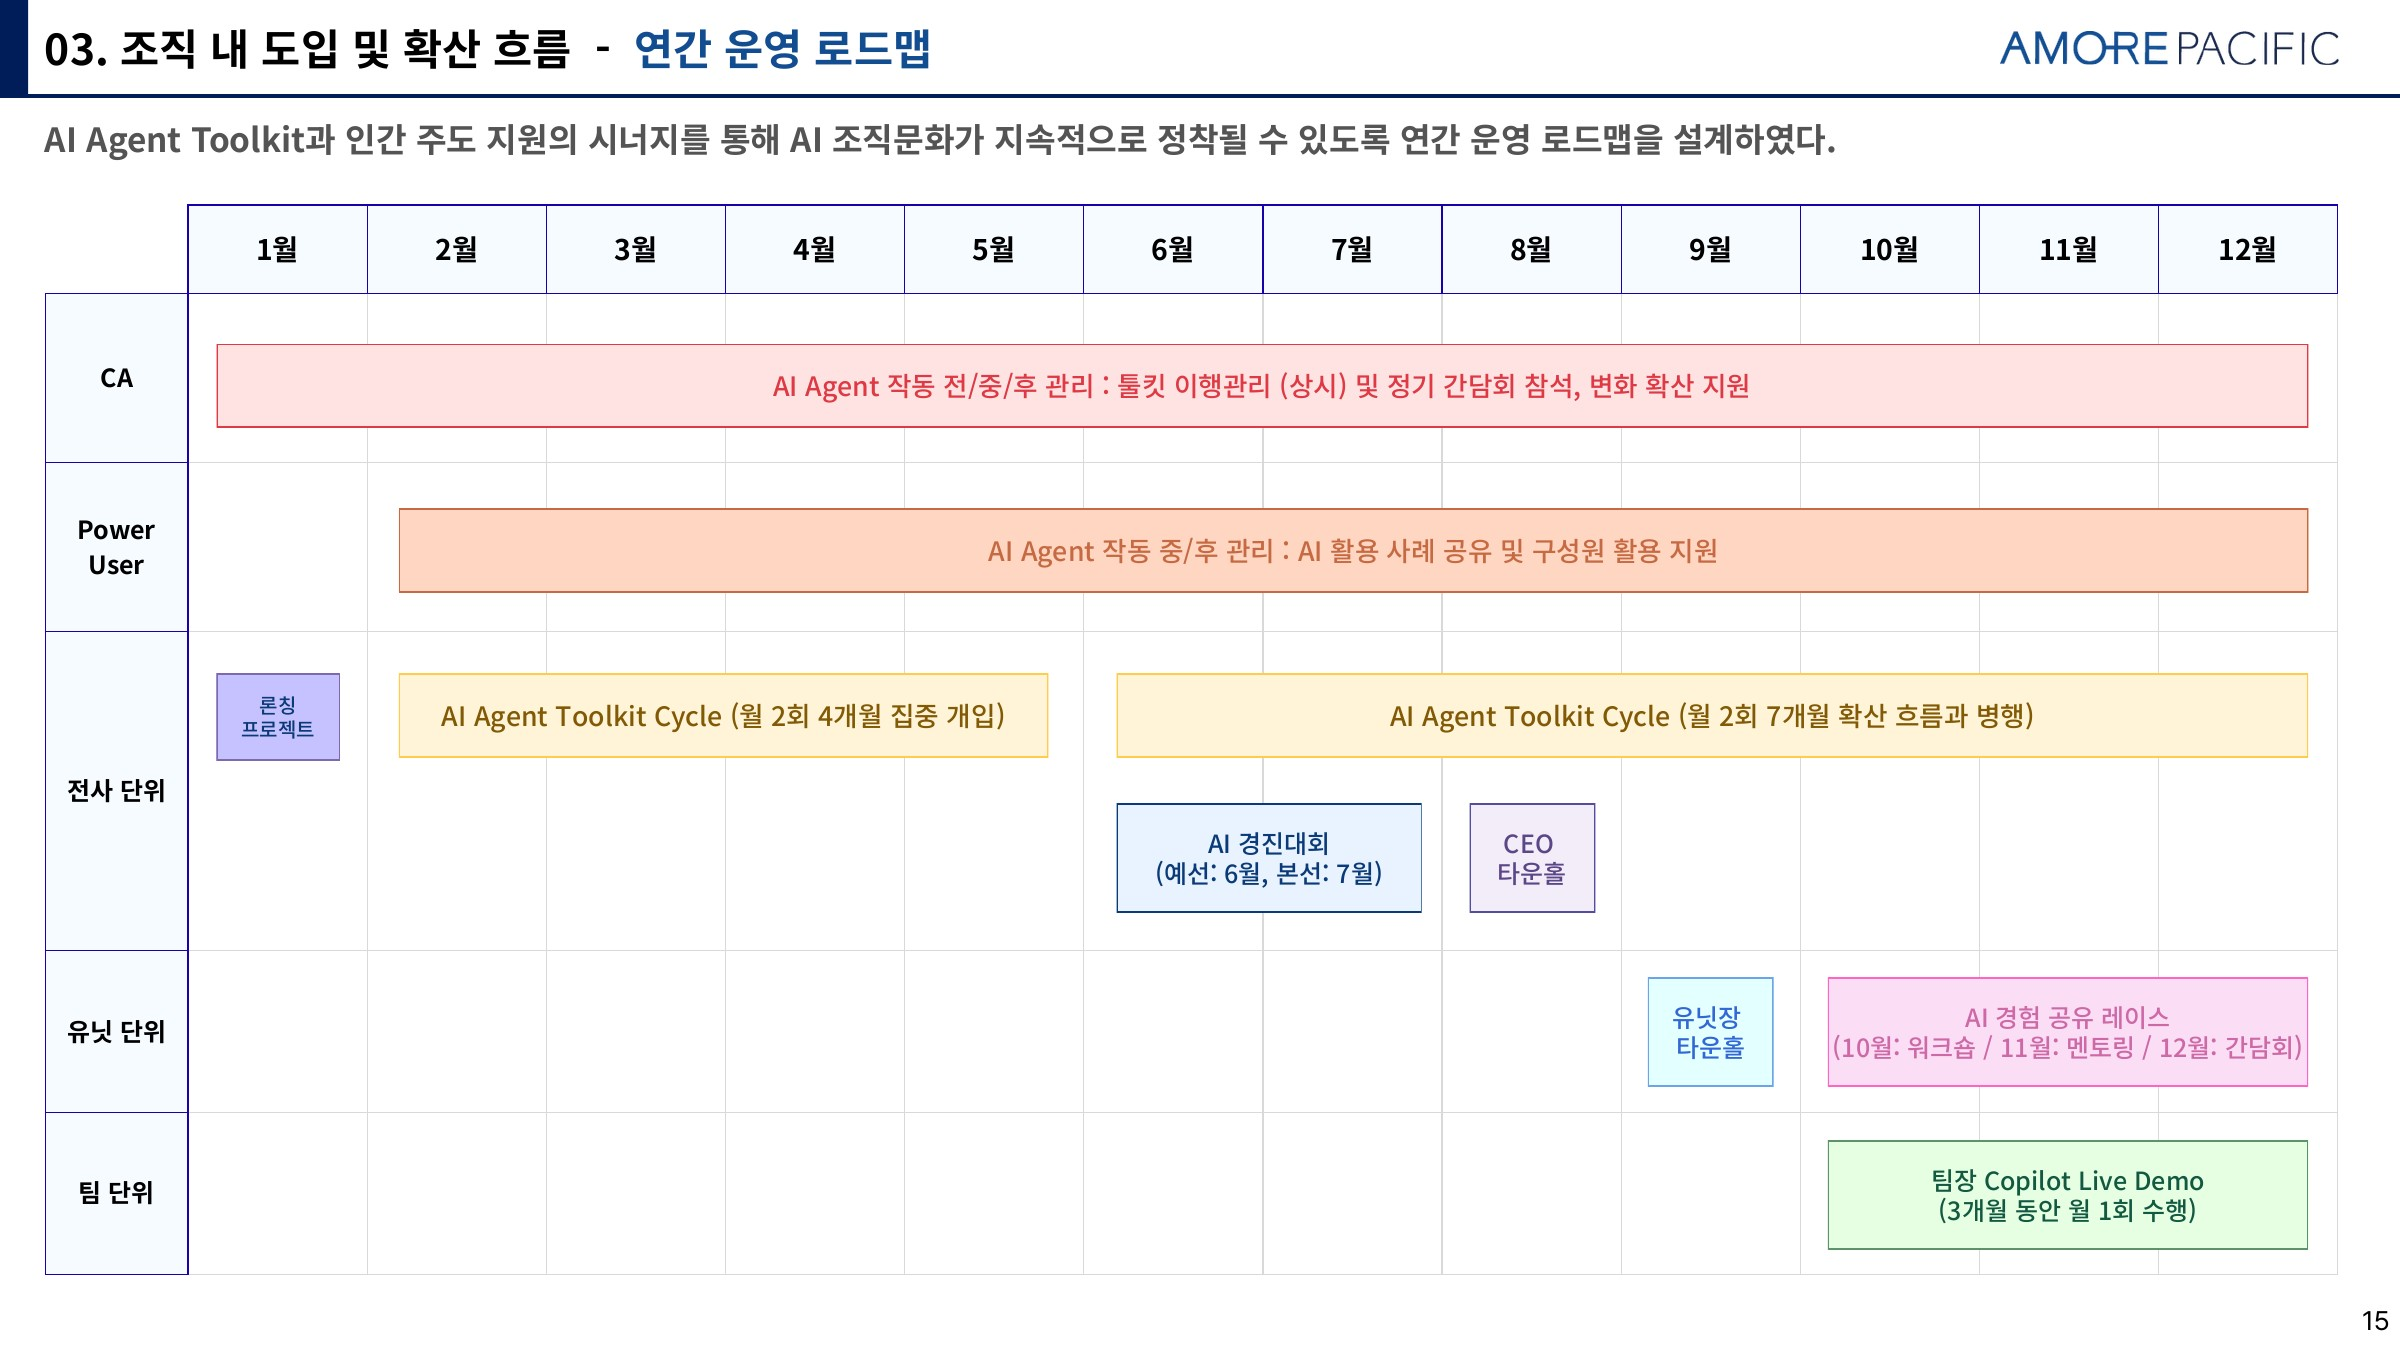 03. 조직 내 도입 및 확산 흐름 - 연간 운영 로드맵
AMOREPACIFIC
AI Agent Toolkit과 인간 주도 지원의 시너지를 통해 AI 조직문화가 지속적으로 정착될 수 있도록 연간 운영 로드맵을 설계하였다.
1월 2월 3월 4월 5월 6월 7월 8월 9월 10월 11월 12월
CA
AI Agent 작동 전/중/후 관리 : 툴킷 이행관리 (상시) 및 정기 간담회 참석, 변화 확산 지원
Power
User
AI Agent 작동 중/후 관리 : AI 활용 사례 공유 및 구성원 활용 지원
전사 단위
론칭
프로젝트
AI Agent Toolkit Cycle (월 2회 4개월 집중 개입)
AI Agent Toolkit Cycle (월 2회 7개월 확산 흐름과 병행)
AI 경진대회
(예선: 6월, 본선: 7월)
CEO
타운홀
유닛 단위
유닛장
타운홀
AI 경험 공유 레이스
(10월: 워크숍 / 11월: 멘토링 / 12월: 간담회)
팀 단위
팀장 Copilot Live Demo
(3개월 동안 월 1회 수행)
15